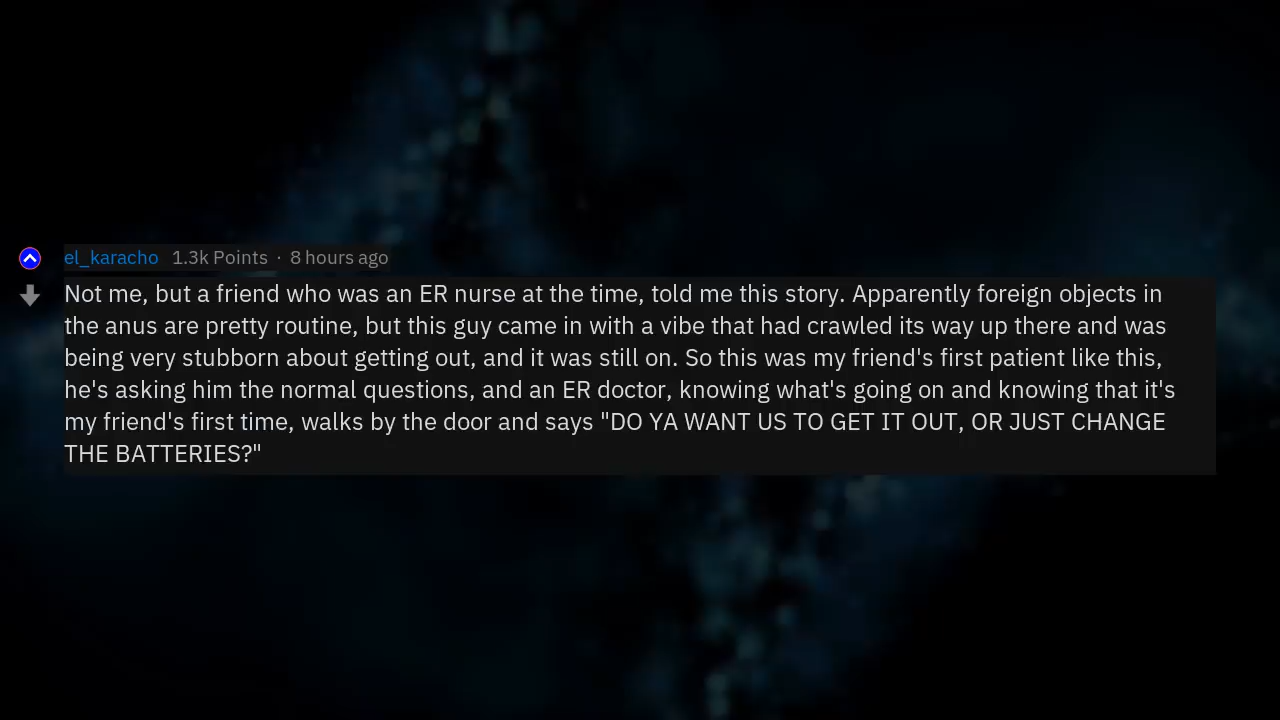 el_karacho 1.3k Points · 8 hours ago
Not me, but a friend who was an ER nurse at the time, told me this story. Apparently foreign objects in
the anus are pretty routine, but this guy came in with a vibe that had crawled its way up there and was
being very stubborn about getting out, and it was still on. So this was my friend's first patient like this,
he's asking him the normal questions, and an ER doctor, knowing what's going on and knowing that it's
my friend's first time, walks by the door and says "DO YA WANT US TO GET IT OUT, OR JUST CHANGE
THE BATTERIES?"